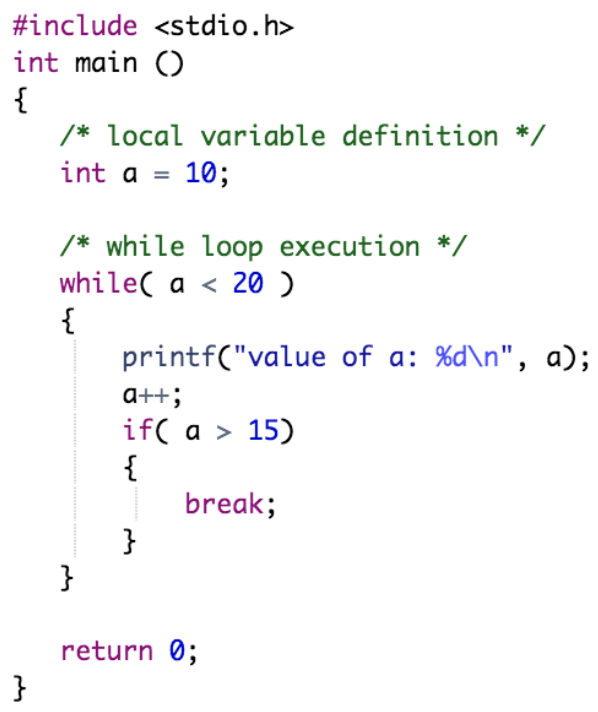 #include <stdio.h>
int main ()
{
   /* local variable definition */
   int a = 10;

   /* while loop execution */
   while( a < 20 )
   {
       printf("value of a: %d\n", a);
       a++;
       if( a > 15)
       {
           break;
       }
   }

   return 0;
}